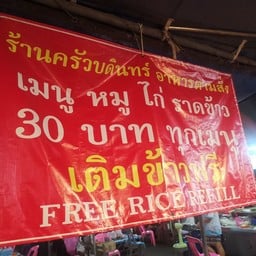 ร้านครัวบดินทร์ อาหารตามสั่ง
เมนู หมู ไก่ ราดข้าว
30 บาท ทุกเมนู
เติมข้าวฟรี
FREE RICE REFILL